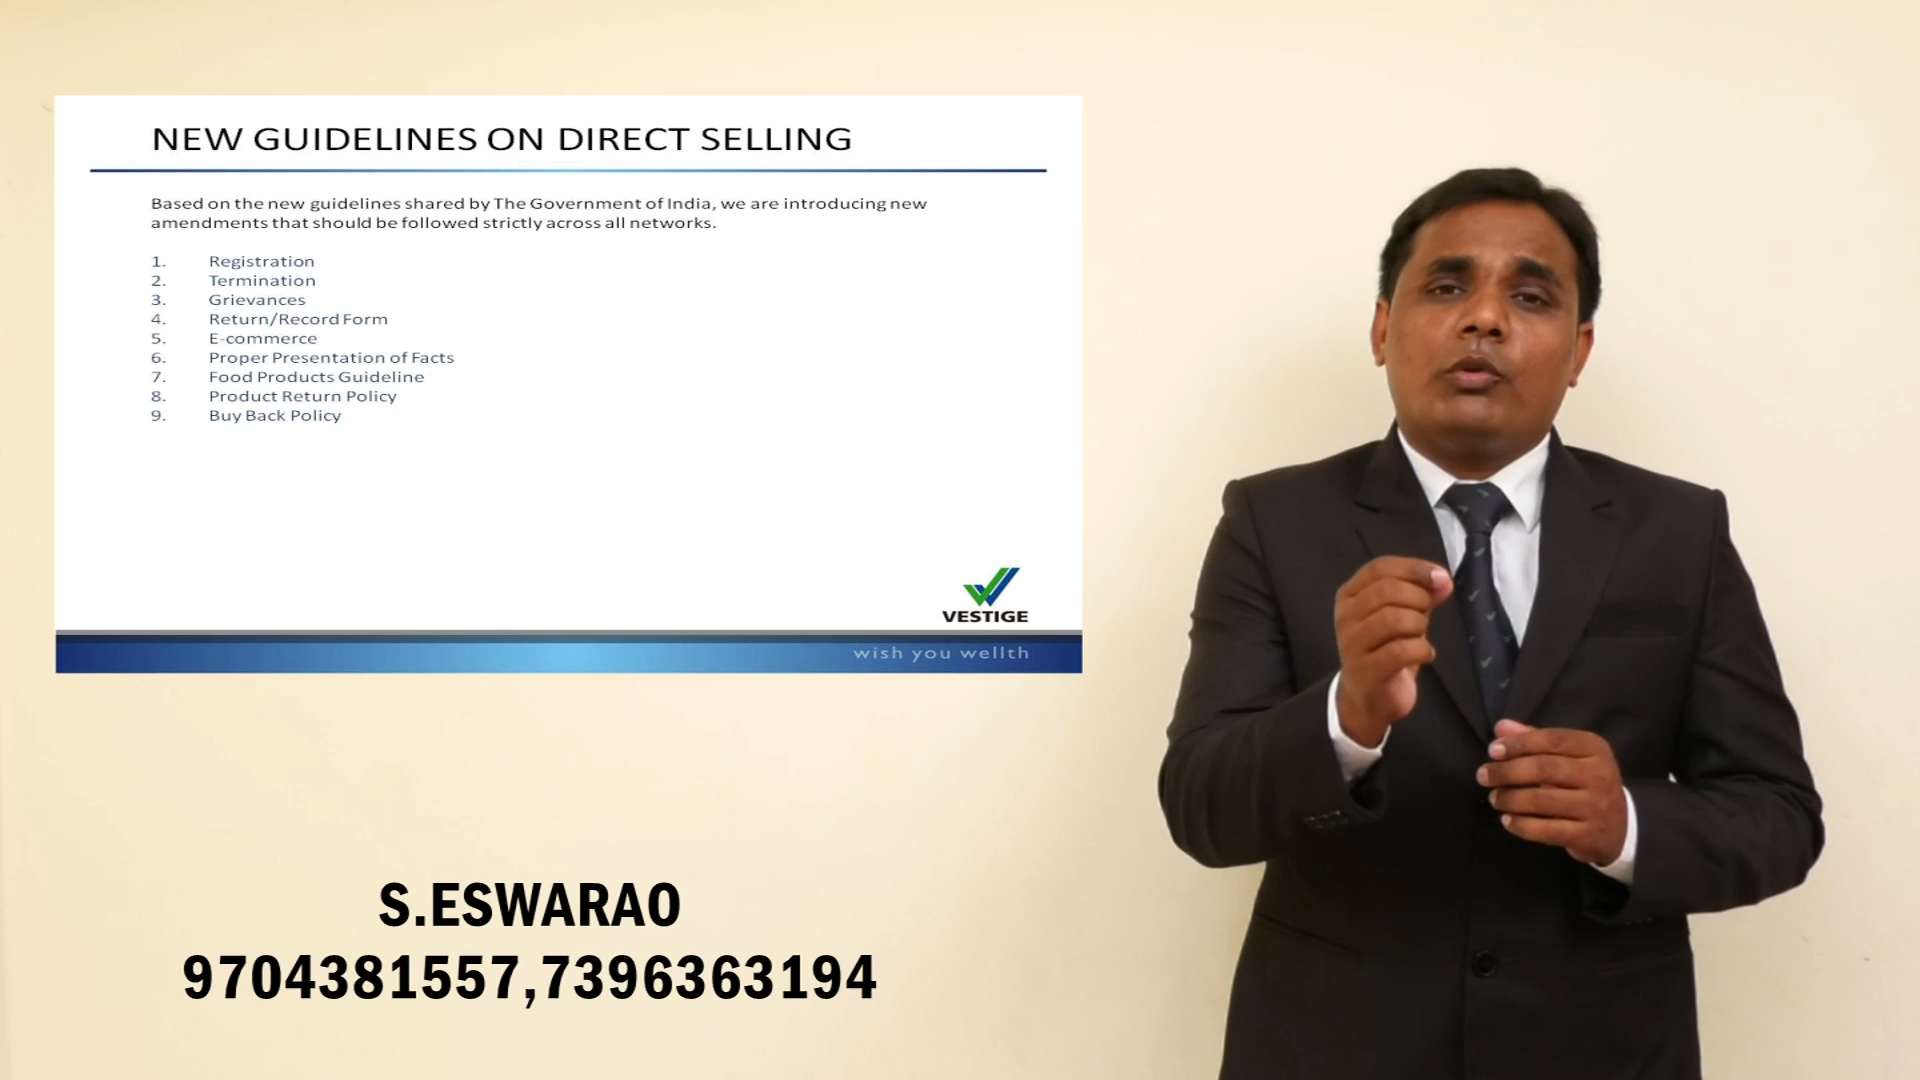 NEW GUIDELINES ON DIRECT SELLING
Based on the new guidelines shared by The Government of India, we are introducing new
amendments that should be followed strictly across all networks.
1. Registration
2. Termination
3. Grievances
4. Return/Record Form
5. E-commerce
6. Proper Presentation of Facts
7. Food Products Guideline
8. Product Return Policy
9. Buy Back Policy
VESTIGE
wish you wellth
S.ESWARAO
9704381557,7396363194